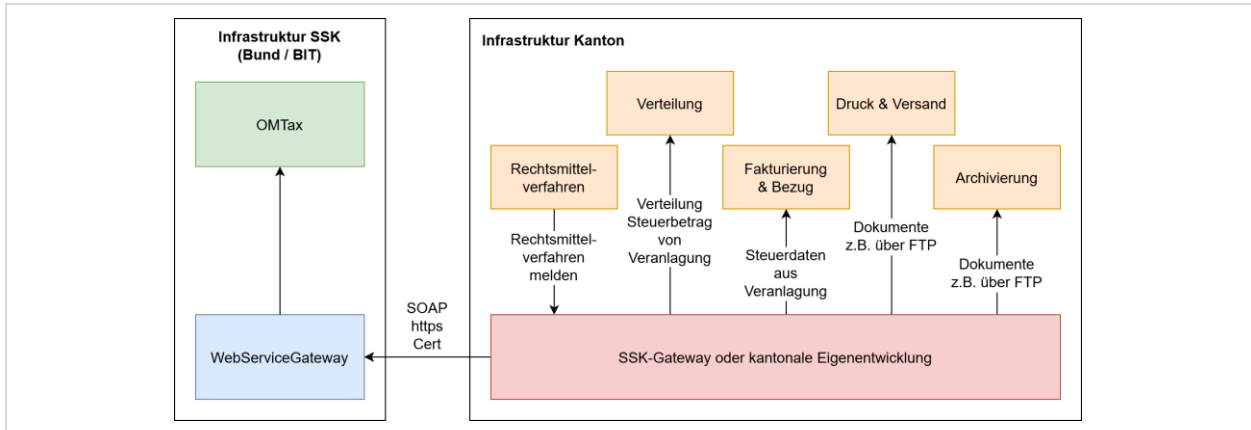 Infrastruktur SSK
(Bund / BIT)
OMTax
WebServiceGateway
SOAP
https
Cert
Infrastruktur Kanton
Verteilung
Druck & Versand
Rechtsmittel-
verfahren
Fakturierung
& Bezug
Archivierung
Rechtsmittel-
verfahren
melden
Verteilung
Steuerbetrag
von
Veranlagung
Steuerdaten
aus
Veranlagung
Dokumente
z.B. über FTP
Dokumente
z.B. über FTP
SSK-Gateway oder kantonale Eigenentwicklung